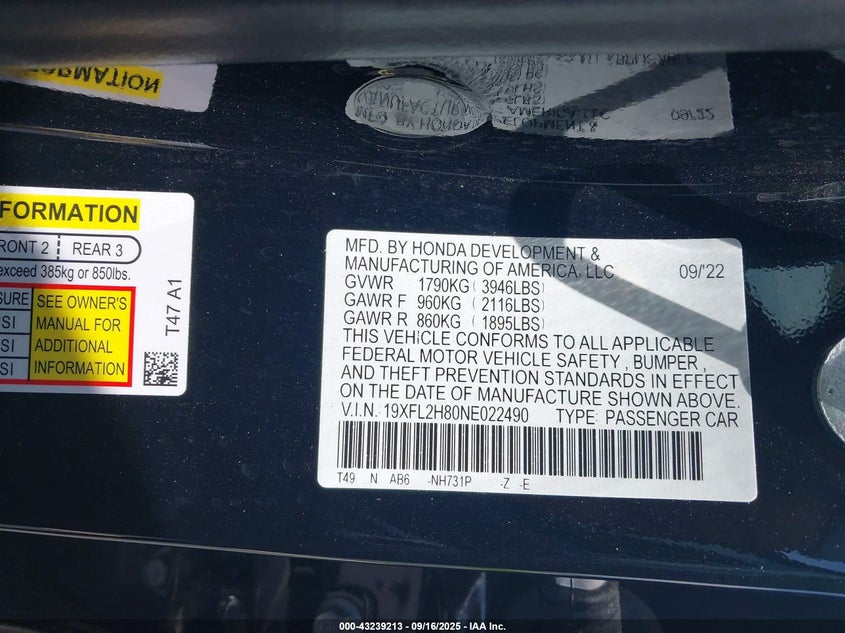 FORMATION
FRONT 2 REAR 3
exceed 385kg or 850lbs.
SURE SEE OWNER'S
PSI MANUAL FOR
SI ADDITIONAL
SI INFORMATION
T47 A1
MFD. BY HONDA DEVELOPMENT &
MANUFACTURING OF AMERICA, LLC 09/'22
GVWR 1790KG (3946LBS)
GAWR F 960KG (2116LBS)
GAWR R 860KG (1895LBS)
THIS VEHICLE CONFORMS TO ALL APPLICABLE
FEDERAL MOTOR VEHICLE SAFETY, BUMPER,
AND THEFT PREVENTION STANDARDS IN EFFECT
ON THE DATE OF MANUFACTURE SHOWN ABOVE.
V.I.N. 19XFL2H80NE022490 TYPE: PASSENGER CAR
T49 N AB6 -NH731P -Z -E
000-43239213 - 09/16/2025 - IAA Inc.